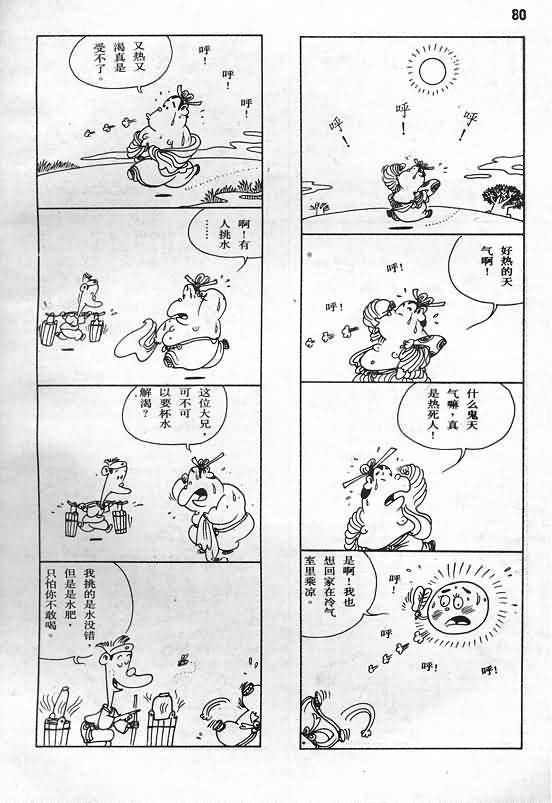 80
呼！
呼！
呼！
好热的天
气啊！
呼！
呼！
什么鬼天
气嘛，真
是热死人！
是啊！我也
想回家在冷气
室里乘凉。
呼！
呼！
呼！
呼！
又热又
渴真是
受不了。
呼！
呼！
呼！
啊！有
人挑水
……
这位大兄，
可不可
以要杯水
解渴？
我挑的是水没错，
但是是水肥，
只怕你不敢喝。